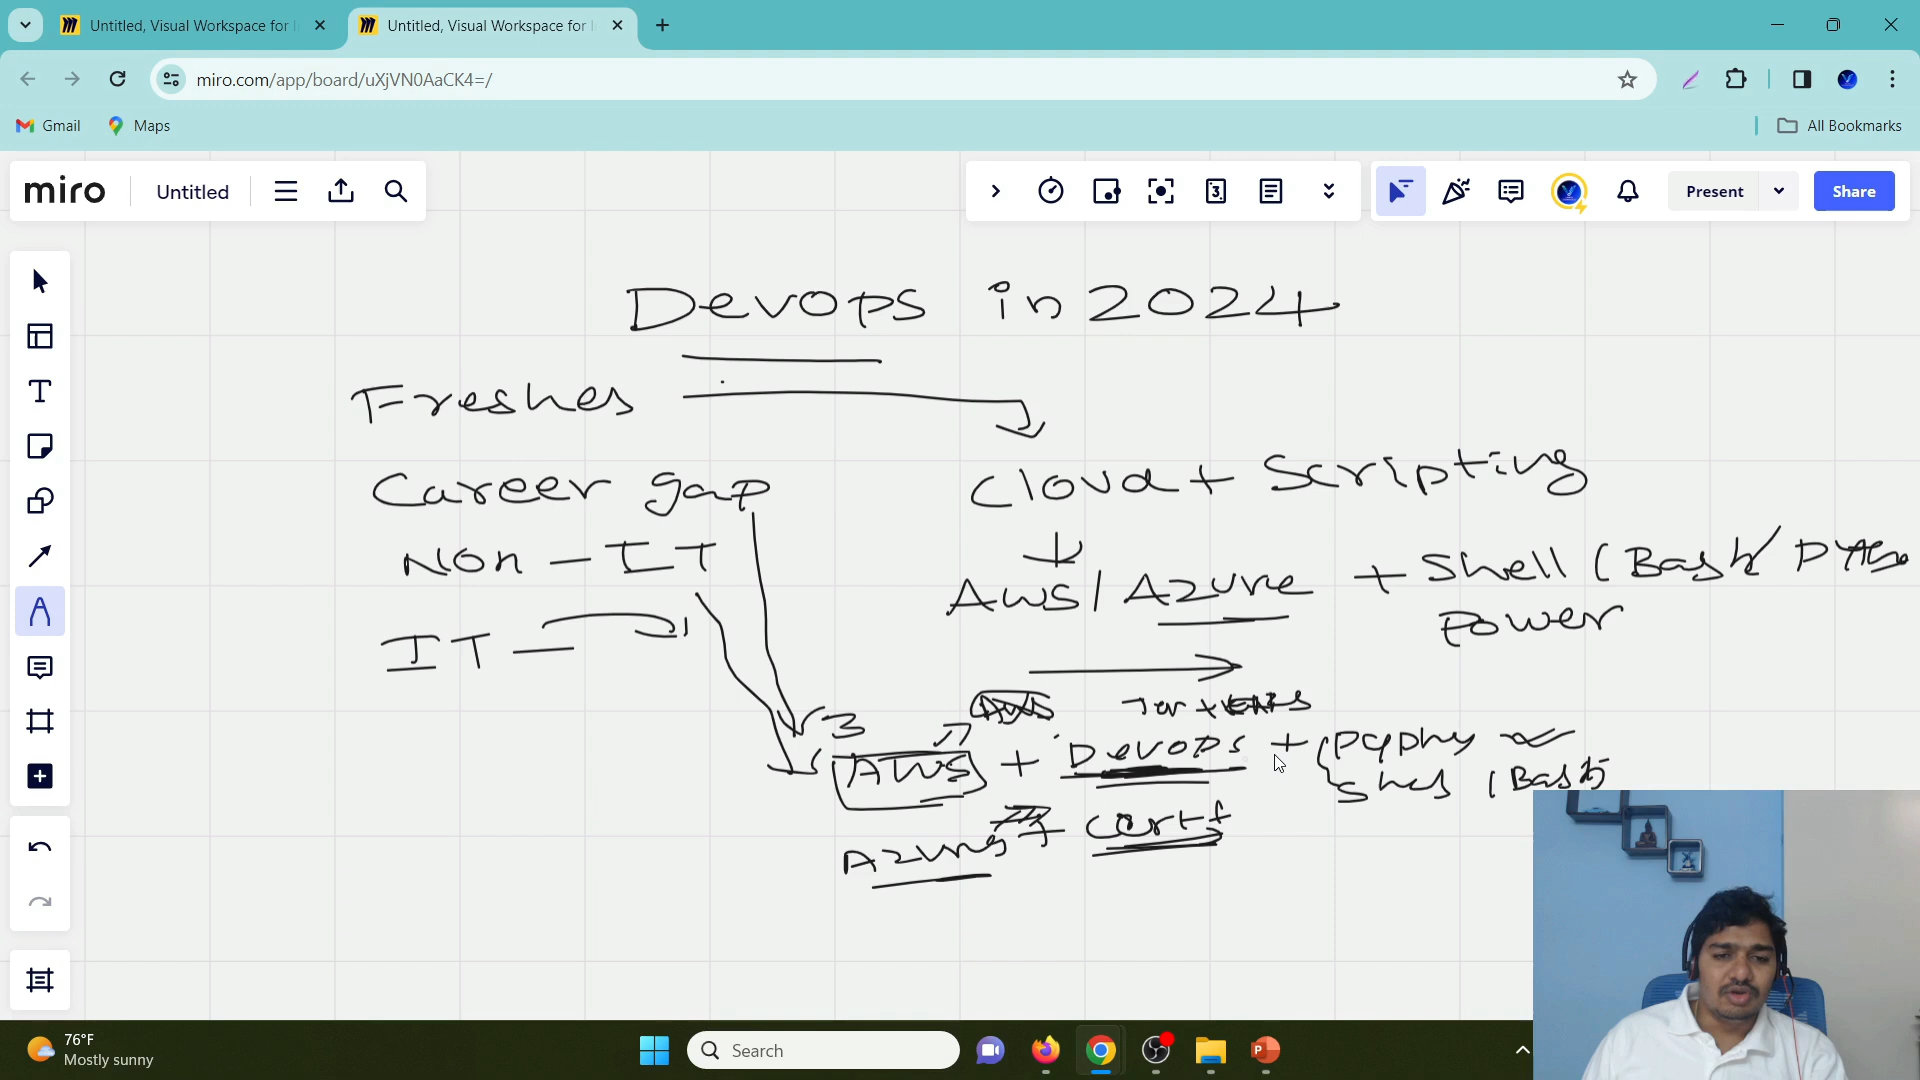 Untitled, Visual Workspace for I
Untitled, Visual Workspace for I
miro.com/app/board/uXjVN0AaCK4=/
Gmail
Maps
All Bookmarks
miro
Untitled
3
Present
Share
Devops in 2024
Freshes
Career gap
Cloud + Scripting
Non - IT
AWS / Azure + Shell (Bash/
Power
IT -
3
AWS + Devops +
Shell (Bash
Azure + Certf
76°F
Mostly sunny
Search